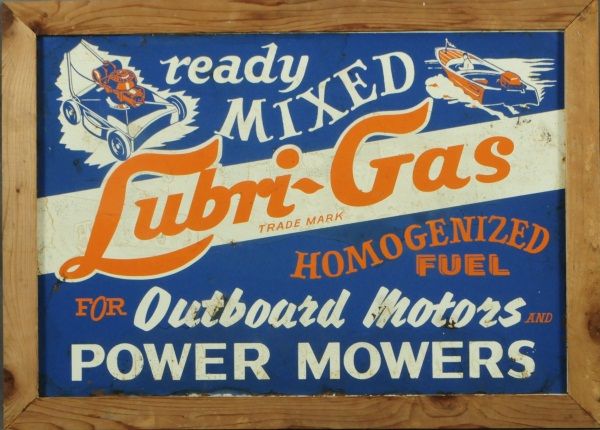 ready
MIXED
Lubri-Gas
TRADE MARK
HOMOGENIZED
FUEL
FOR Outboard Motors AND
POWER MOWERS